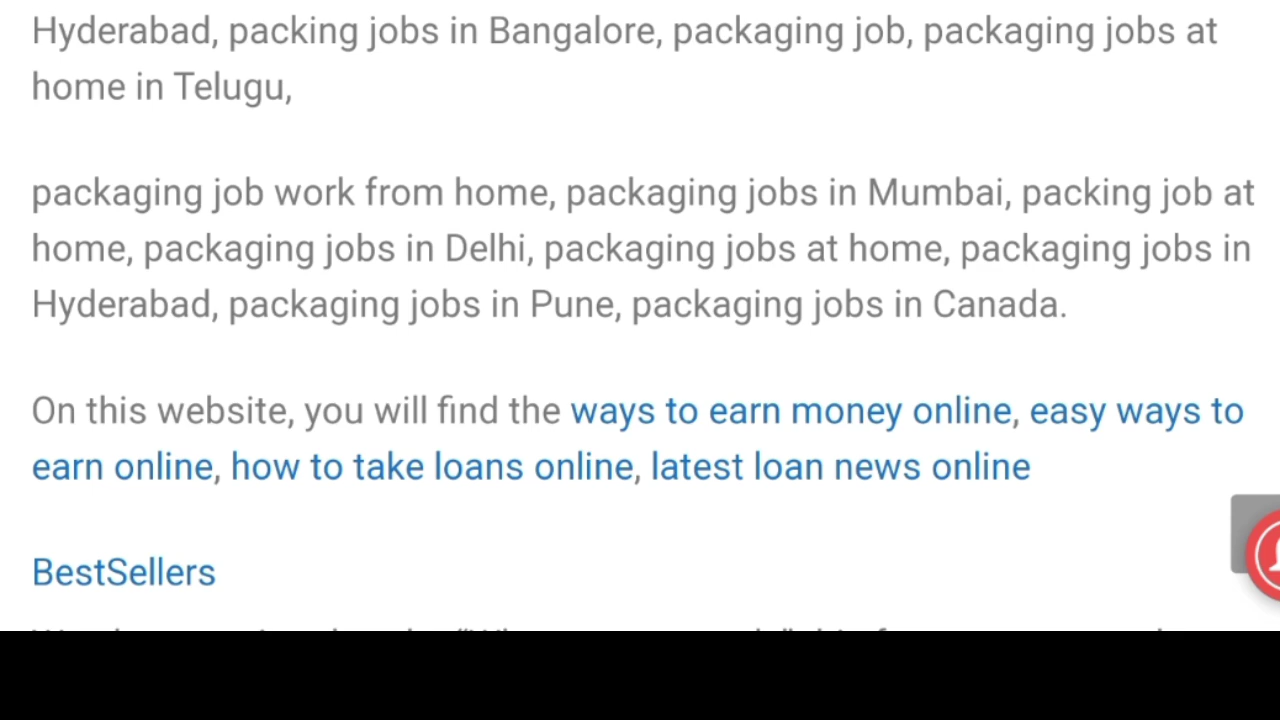 Hyderabad, packing jobs in Bangalore, packaging job, packaging jobs at
home in Telugu,
packaging job work from home, packaging jobs in Mumbai, packing job at
home, packaging jobs in Delhi, packaging jobs at home, packaging jobs in
Hyderabad, packaging jobs in Pune, packaging jobs in Canada.
On this website, you will find the ways to earn money online, easy ways to
earn online, how to take loans online, latest loan news online
BestSellers